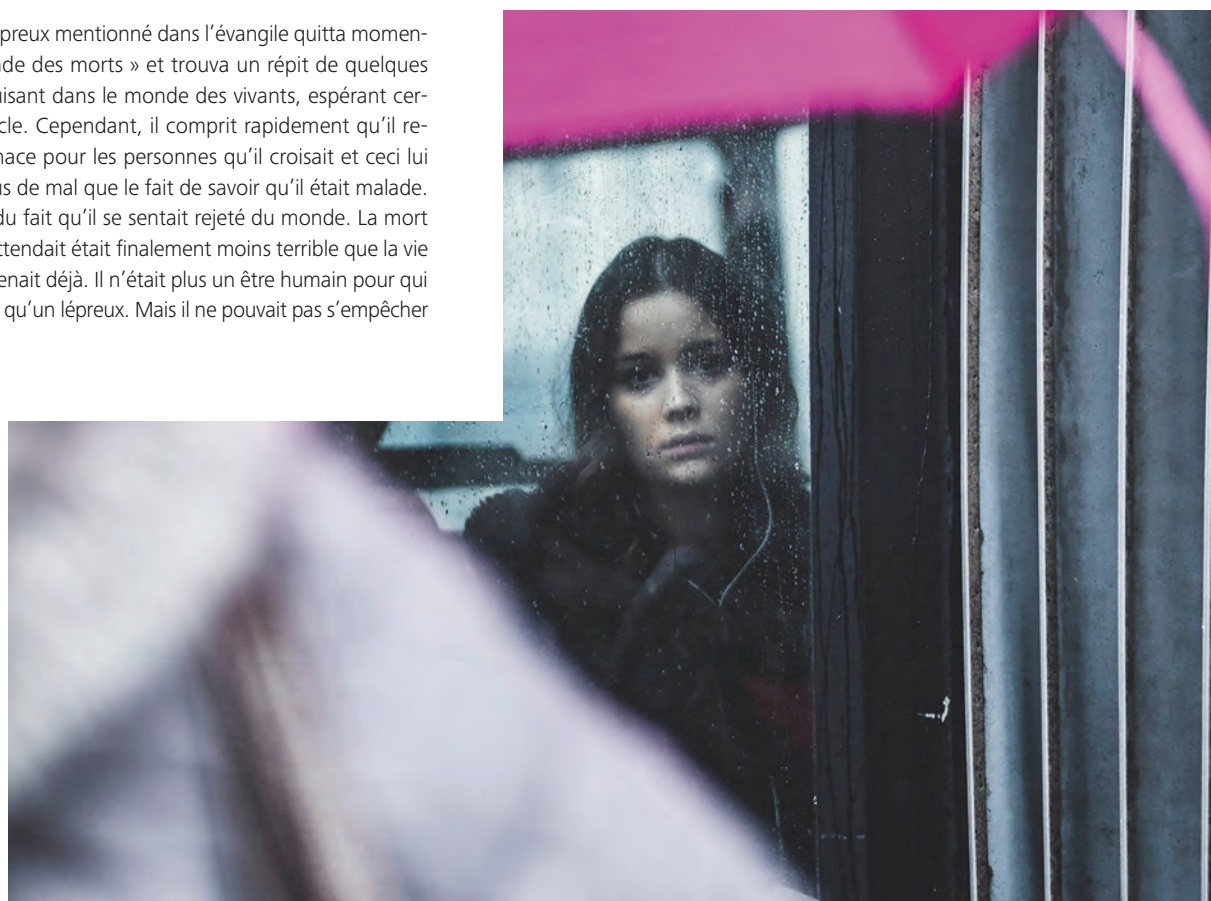 preux mentionné dans l’évangile quitta momen-
de des morts » et trouva un répit de quelques
isant dans le monde des vivants, espérant cer-
cle. Cependant, il comprit rapidement qu’il re-
nace pour les personnes qu’il croisait et ceci lui
us de mal que le fait de savoir qu’il était malade.
du fait qu’il se sentait rejeté du monde. La mort
ttendait était finalement moins terrible que la vie
enait déjà. Il n’était plus un être humain pour qui
qu’un lépreux. Mais il ne pouvait pas s’empêcher